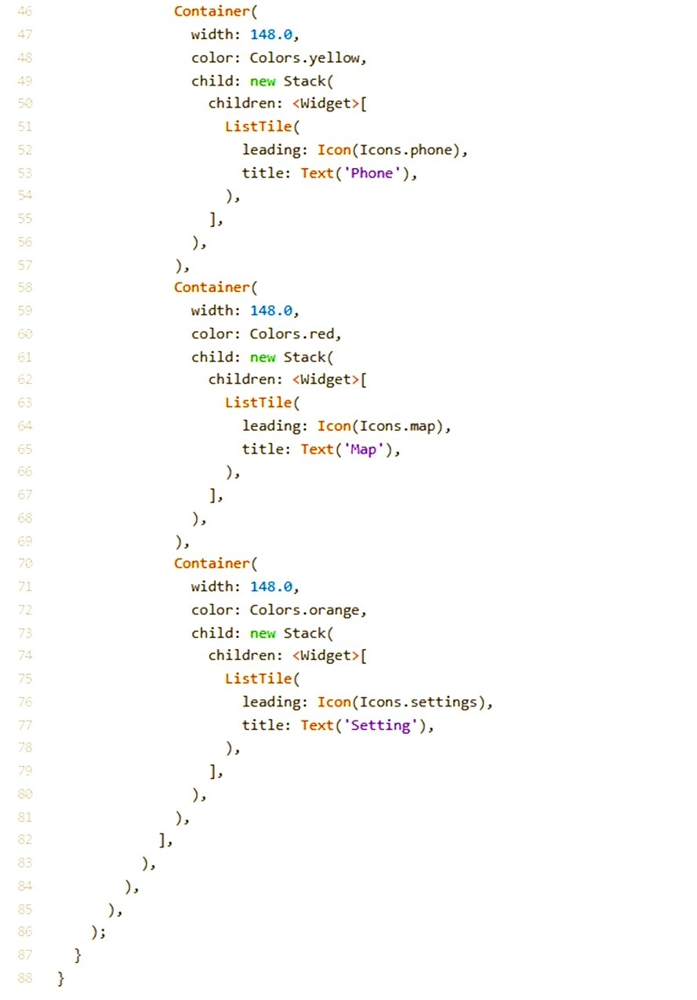 46 Container(
47 width: 148.0,
48 color: Colors.yellow,
49 child: new Stack(
50 children: <Widget>[
51 ListTile(
52 leading: Icon(Icons.phone),
53 title: Text('Phone'),
54 ),
55 ],
56 ),
57 ),
58 Container(
59 width: 148.0,
60 color: Colors.red,
61 child: new Stack(
62 children: <Widget>[
63 ListTile(
64 leading: Icon(Icons.map),
65 title: Text('Map'),
66 ),
67 ],
68 ),
69 ),
70 Container(
71 width: 148.0,
72 color: Colors.orange,
73 child: new Stack(
74 children: <Widget>[
75 ListTile(
76 leading: Icon(Icons.settings),
77 title: Text('Setting'),
78 ),
79 ],
80 ),
81 ),
82 ],
83 ),
84 ),
85 ),
86 );
87 }
88 }